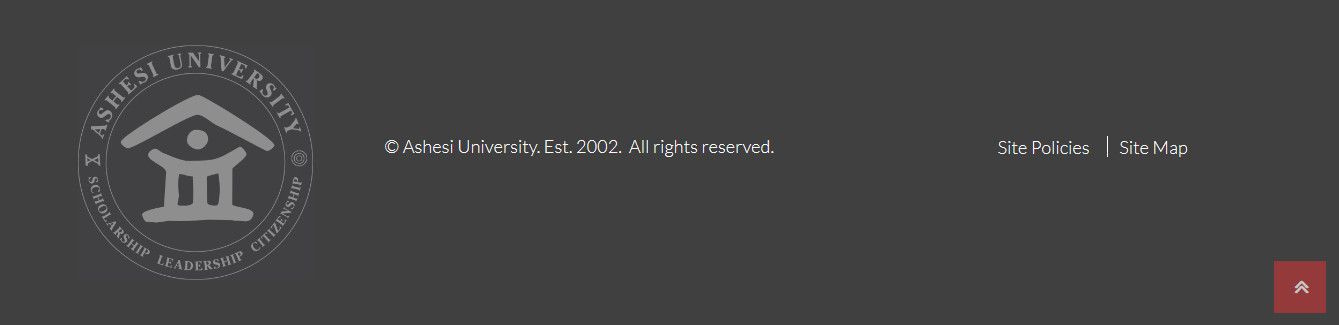 ASHESI UNIVERSITY
SCHOLARSHIP LEADERSHIP CITIZENSHIP
© Ashesi University. Est. 2002.  All rights reserved.
Site Policies | Site Map